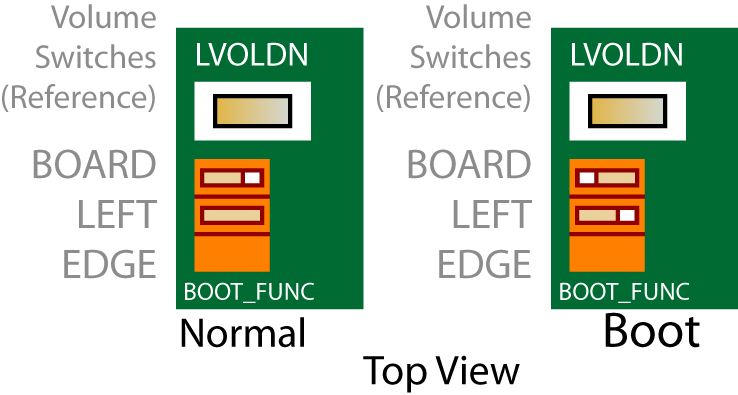 Volume
Switches
(Reference)
LVOLDN
BOARD
LEFT
EDGE
BOOT_FUNC
Normal
Volume
Switches
(Reference)
LVOLDN
BOARD
LEFT
EDGE
BOOT_FUNC
Boot
Top View